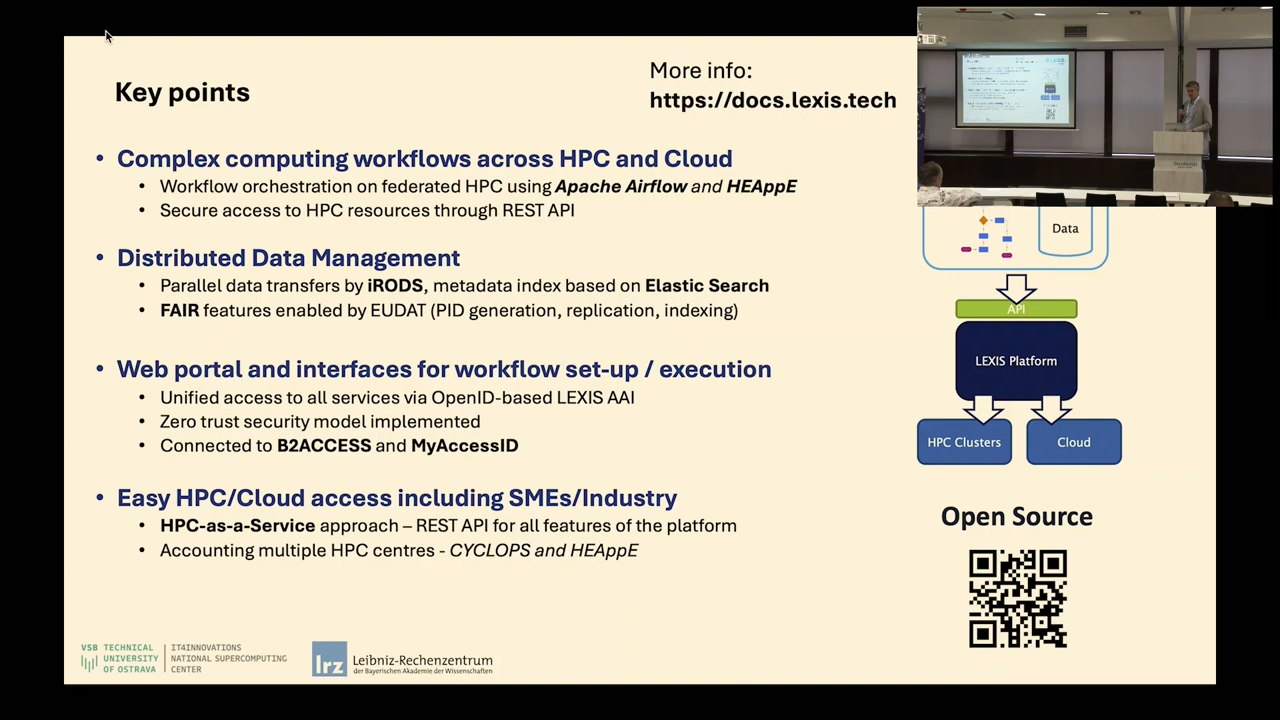 Key points
More info:
https://docs.lexis.tech
• Complex computing workflows across HPC and Cloud
• Workflow orchestration on federated HPC using Apache Airflow and HEAppE
• Secure access to HPC resources through REST API
• Distributed Data Management
• Parallel data transfers by iRODS, metadata index based on Elastic Search
• FAIR features enabled by EUDAT (PID generation, replication, indexing)
• Web portal and interfaces for workflow set-up / execution
• Unified access to all services via OpenID-based LEXIS AAI
• Zero trust security model implemented
• Connected to B2ACCESS and MyAccessID
• Easy HPC/Cloud access including SMEs/Industry
• HPC-as-a-Service approach – REST API for all features of the platform
• Accounting multiple HPC centres - CYCLOPS and HEAppE
Data
API
LEXIS Platform
HPC Clusters
Cloud
Open Source
VSB TECHNICAL
UNIVERSITY
OF OSTRAVA
IT4INNOVATIONS
NATIONAL SUPERCOMPUTING
CENTER
lrz
Leibniz-Rechenzentrum
der Bayerischen Akademie der Wissenschaften